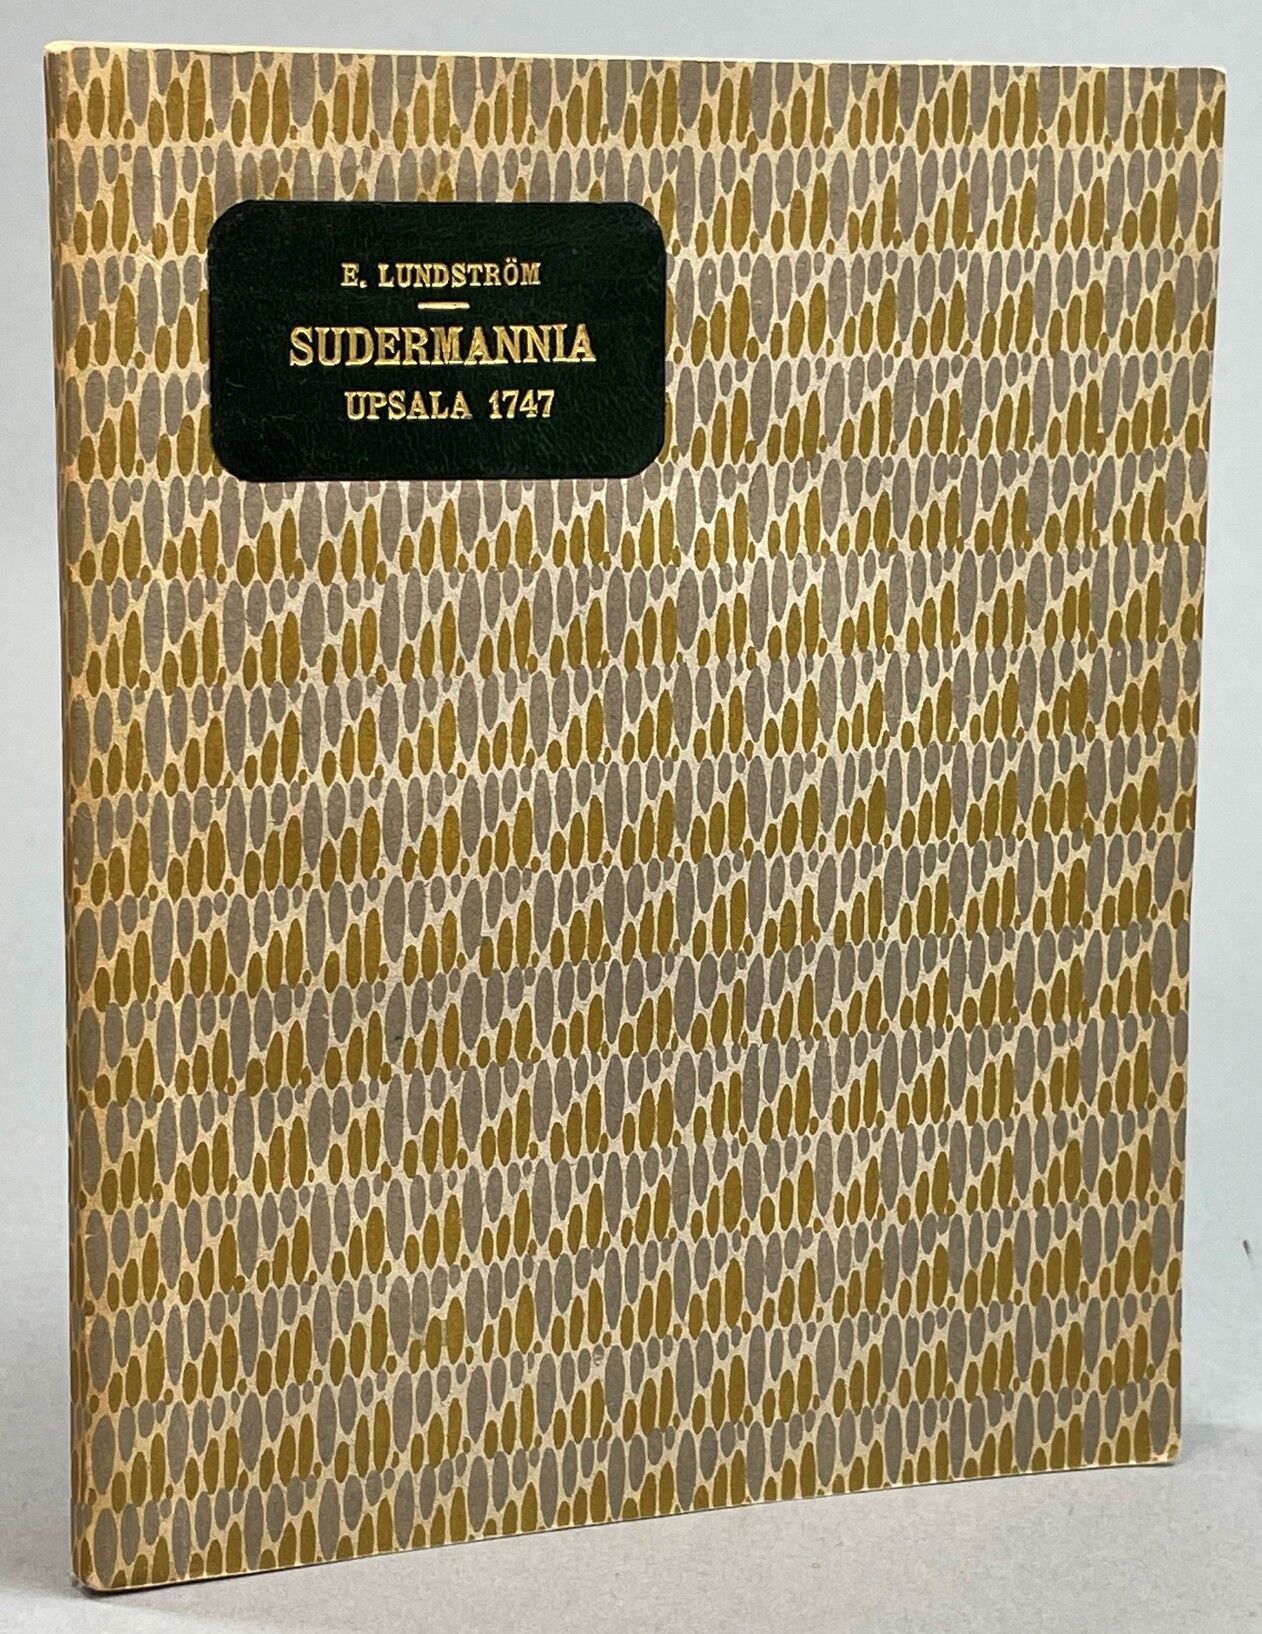 E. LUNDSTRÖM
SUDERMANNIA
UPSALA 1747